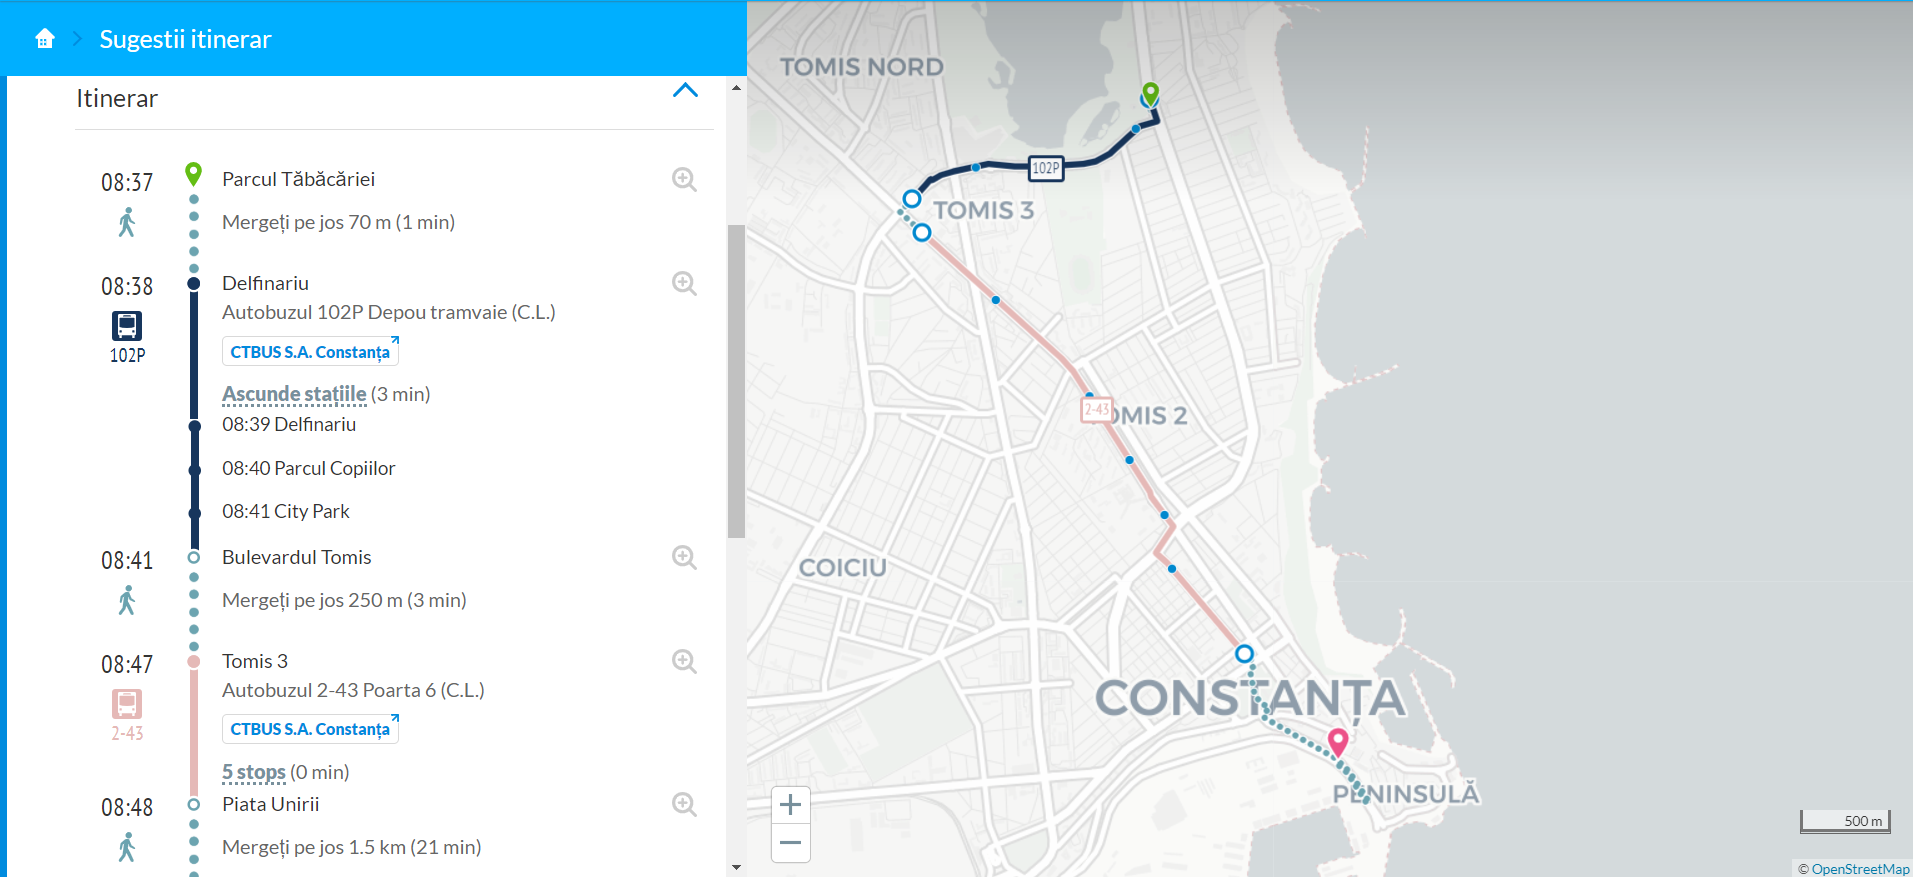 Sugestii itinerar
Itinerar
08:37
Parcul Tăbăcăriei
Mergeți pe jos 70 m (1 min)
08:38
Delfinariu
Autobuzul 102P Depou tramvaie (C.L.)
102P
CTBUS S.A. Constanța
Ascunde stațiile (3 min)
08:39 Delfinariu
08:40 Parcul Copiilor
08:41 City Park
08:41
Bulevardul Tomis
Mergeți pe jos 250 m (3 min)
08:47
Tomis 3
Autobuzul 2-43 Poarta 6 (C.L.)
2-43
CTBUS S.A. Constanța
5 stops (0 min)
08:48
Piata Unirii
Mergeți pe jos 1.5 km (21 min)
TOMIS NORD
102P
TOMIS 3
2-43
OMIS 2
COICIU
CONSTANȚA
PENINSULĂ
500 m
© OpenStreetMap